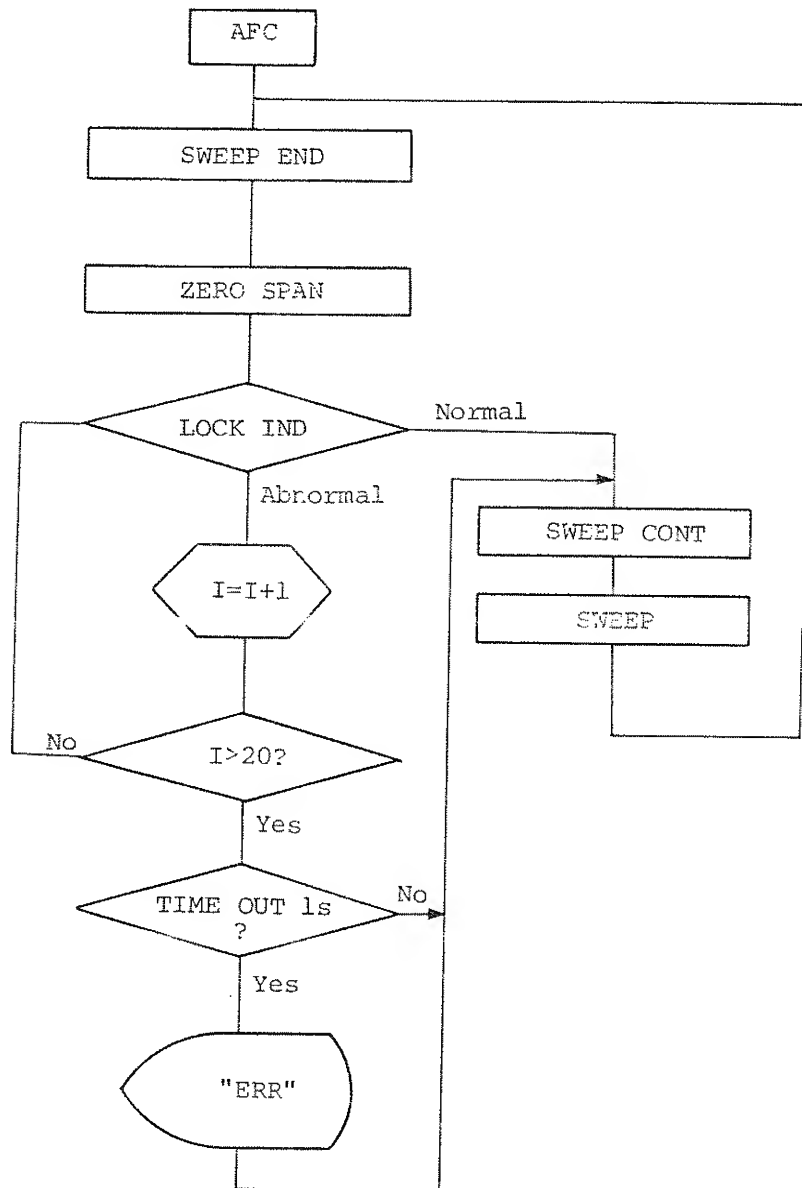 AFC
SWEEP END
ZERO SPAN
LOCK IND
Normal
Abnormal
SWEEP CONT
I=I+1
SWEEP
No
I>20?
Yes
TIME OUT 1s
?
No
Yes
"ERR"